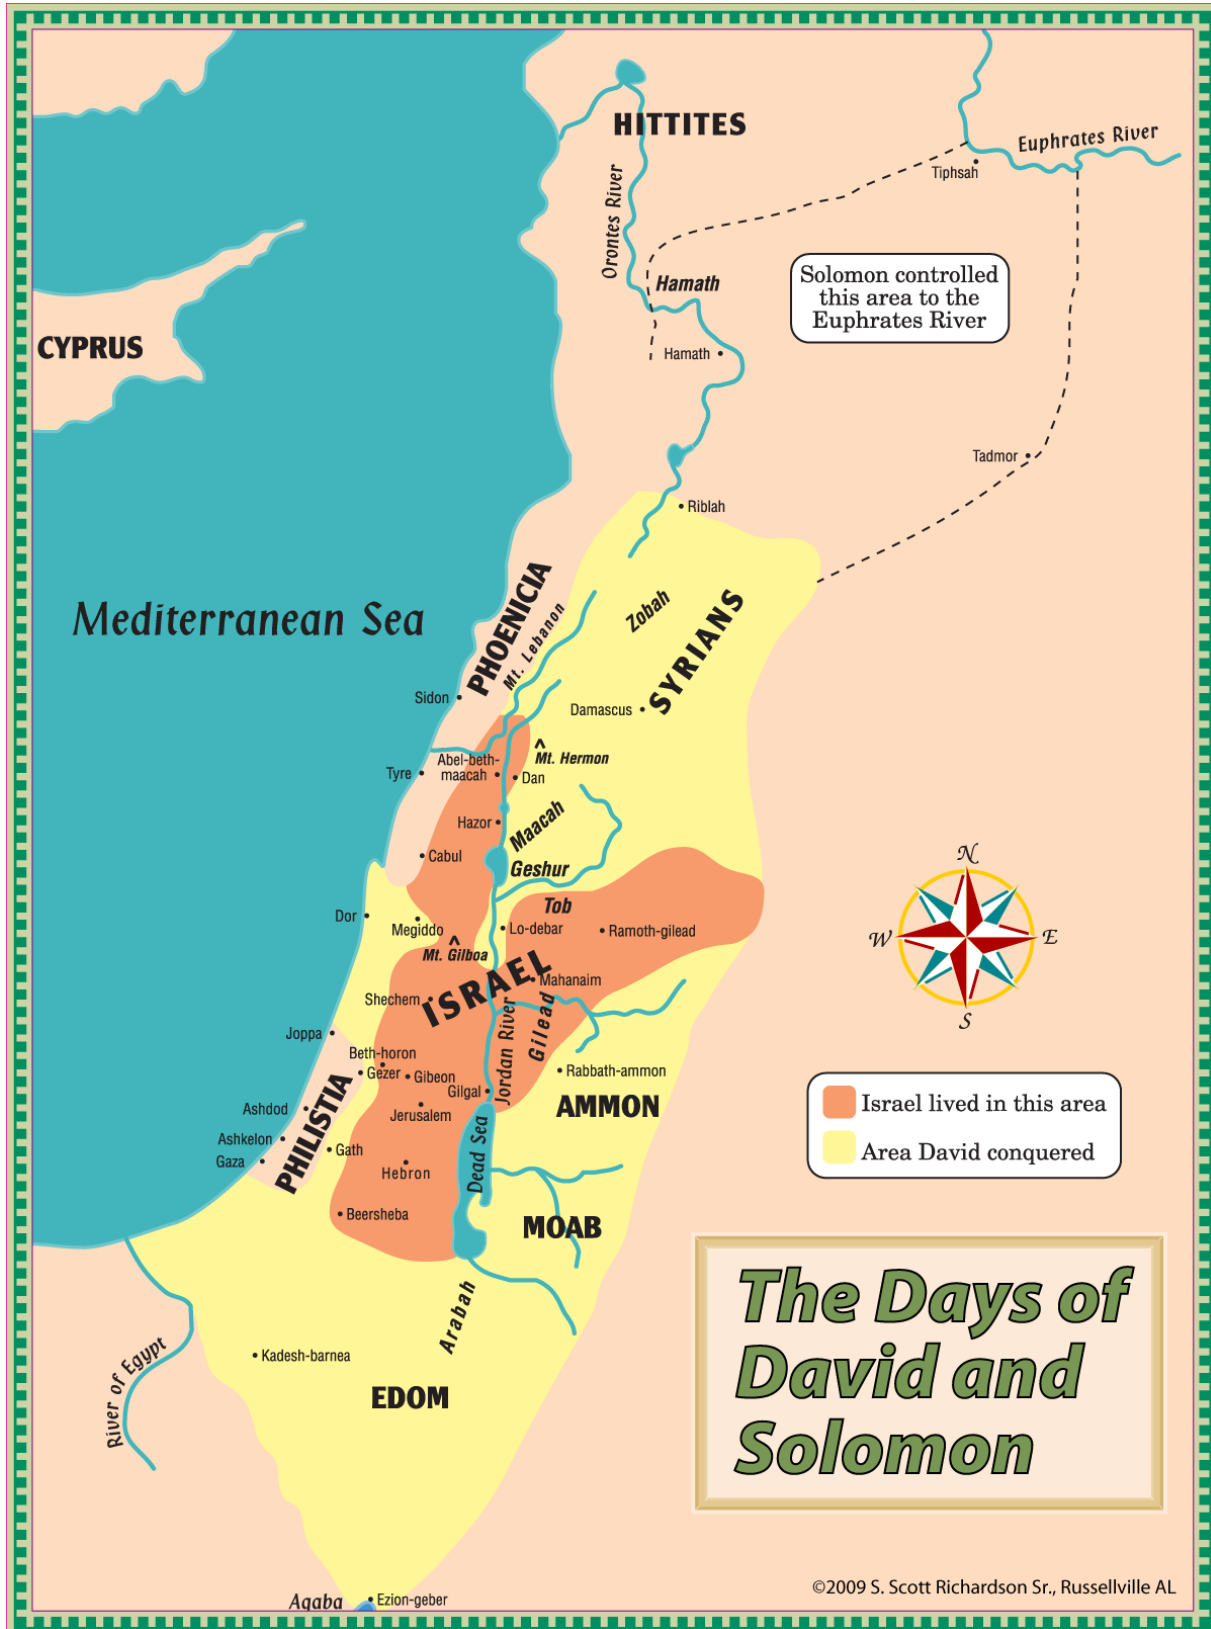 HITTITES
Euphrates River
Tiphsah
Orontes River
Hamath
Solomon controlled
this area to the
Euphrates River
CYPRUS
Hamath
Tadmor
Riblah
PHOENICIA
Mt. Lebanon
Zobah
SYRIANS
Mediterranean Sea
Sidon
Damascus
Mt. Hermon
Abel-beth-
maacah
Tyre
Dan
Hazor
Maacah
Cabul
Geshur
Tob
Dor
Megiddo
Lo-debar
Ramoth-gilead
Mt. Gilboa
ISRAEL
Mahanaim
Shechem
Jordan River
Gilead
Joppa
Beth-horon
Gezer
Gibeon
Gilgal
Rabbath-ammon
AMMON
Ashdod
Jerusalem
PHILISTIA
Ashkelon
Gath
Gaza
Hebron
Dead Sea
Beersheba
MOAB
Arabah
River of Egypt
Kadesh-barnea
EDOM
Aqaba
Ezion-geber
N
W
E
S
Israel lived in this area
Area David conquered
The Days of
David and
Solomon
©2009 S. Scott Richardson Sr., Russellville AL